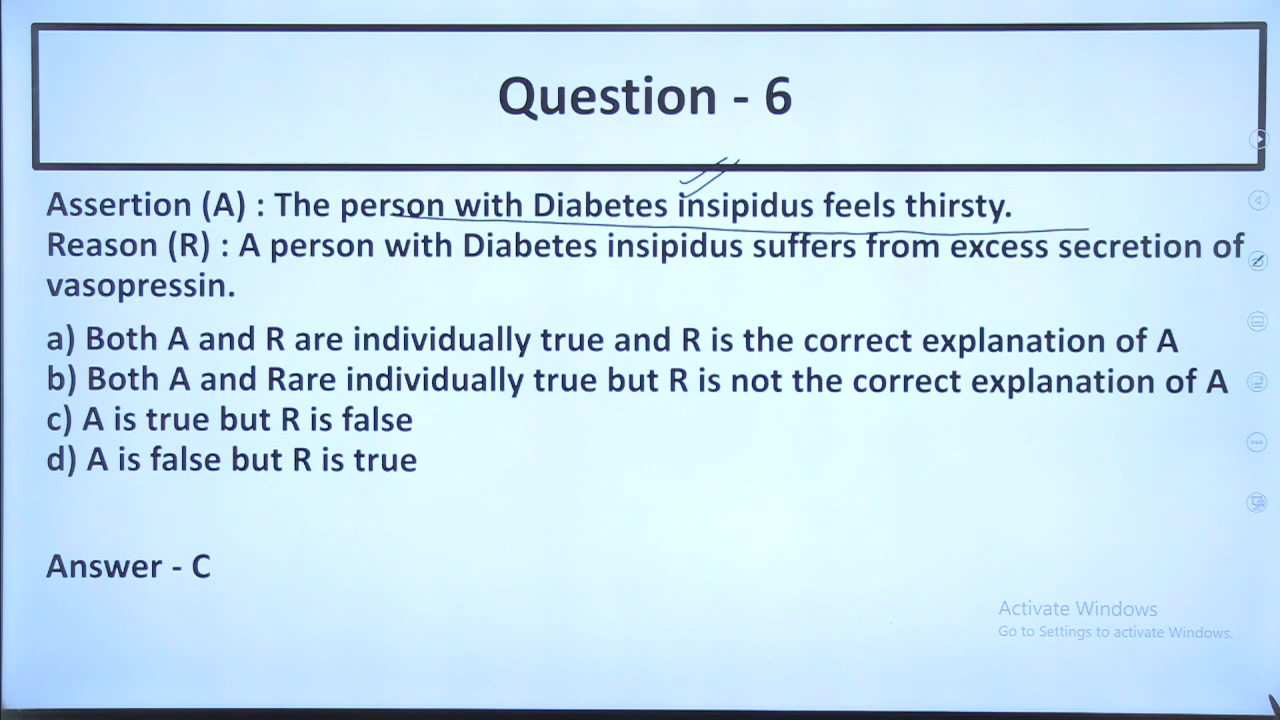 Question - 6
Assertion (A) : The person with Diabetes insipidus feels thirsty.
Reason (R) : A person with Diabetes insipidus suffers from excess secretion of
vasopressin.
a) Both A and R are individually true and R is the correct explanation of A
b) Both A and Rare individually true but R is not the correct explanation of A
c) A is true but R is false
d) A is false but R is true
Answer - C
Activate Windows
Go to Settings to activate Windows.